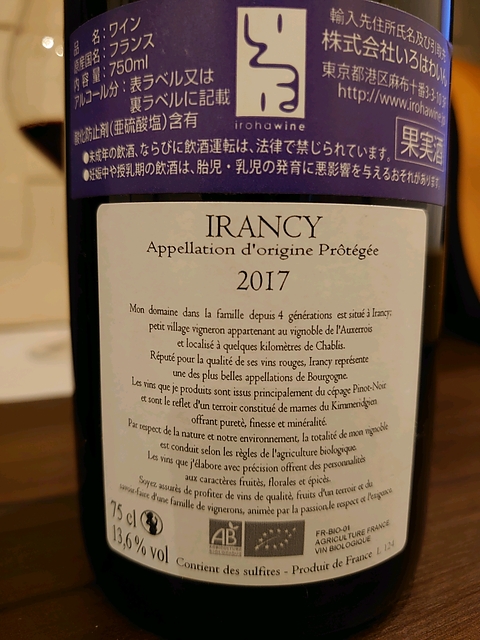 品名：ワイン
原産国名：フランス
内容量：750ml
アルコール分：表ラベル又は
裏ラベルに記載
酸化防止剤(亜硫酸塩)含有
irohawine
輸入先住所氏名及び引取
株式会社いろはわいん
東京都港区麻布十番3-3-10
http://www.irohawine
果実酒
●未成年の飲酒、ならびに飲酒運転は、法律で禁じられています。
●妊娠中や授乳期の飲酒は、胎児・乳児の発育に悪影響を与えるおそれがあります。
IRANCY
Appellation d'origine Prôtégée
2017
Mon domaine dans la famille depuis 4 générations est situé à Irancy;
petit village vigneron appartenant au vignoble de l'Auxerrois
et localisé à quelques kilomètres de Chablis.
Réputé pour la qualité de ses vins rouges, Irancy représente
une des plus belles appellations de Bourgogne.
Les vins que je produits sont issus principalement du cépage Pinot-Noir
et sont le reflet d'un terroir constitué de marnes du Kimmeridgien
offrant pureté, finesse et minéralité.
Par respect de la nature et notre environnement, la totalité de mon vignoble
est conduit selon les règles de l'agriculture biologique.
Les vins que j'élabore avec précision offrent des personnalités
aux caractères fruités, florales et épicés.
Soyez assurés de profiter de vins de qualité, fruits d'un terroir et du
savoir-faire d'une famille de vignerons, animée par la passion, le respect et l'exigence.
75 cl
13,6 % vol
AB
AGRICULTURE
BIOLOGIQUE
FR-BIO-01
AGRICULTURE FRANCE
VIN BIOLOGIQUE
Contient des sulfites - Produit de France L 124